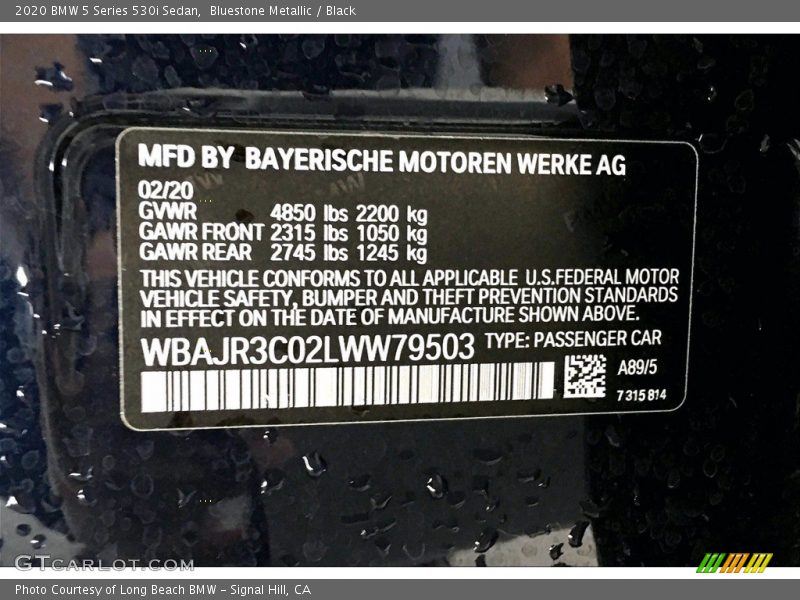 2020 BMW 5 Series 530i Sedan,  Bluestone Metallic / Black
MFD BY BAYERISCHE MOTOREN WERKE AG
02/20
GVWR 4850 lbs 2200 kg
GAWR FRONT 2315 lbs 1050 kg
GAWR REAR 2745 lbs 1245 kg
THIS VEHICLE CONFORMS TO ALL APPLICABLE U.S.FEDERAL MOTOR
VEHICLE SAFETY, BUMPER AND THEFT PREVENTION STANDARDS
IN EFFECT ON THE DATE OF MANUFACTURE SHOWN ABOVE.
WBAJR3C02LWW79503 TYPE: PASSENGER CAR
A89/5
7 315 814
GTCARLOT.COM
Photo Courtesy of Long Beach BMW - Signal Hill, CA